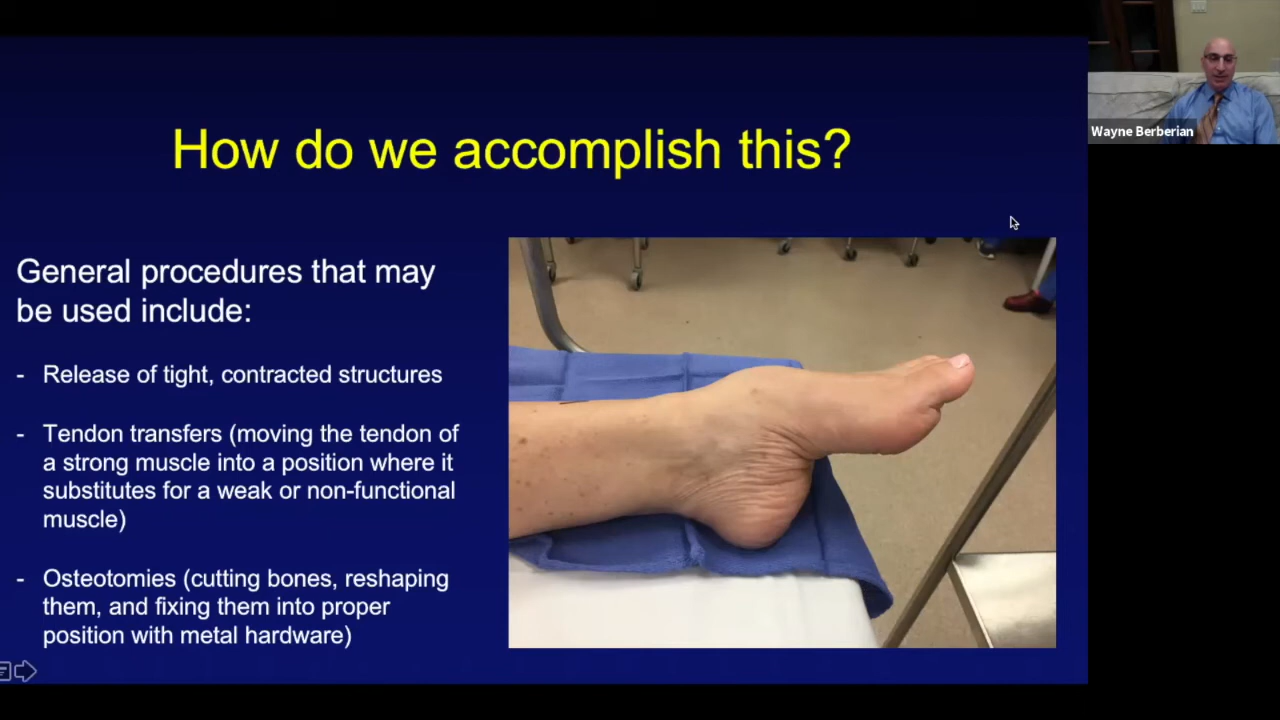 How do we accomplish this?
Wayne Berberian
General procedures that may
be used include:
- Release of tight, contracted structures
- Tendon transfers (moving the tendon of
a strong muscle into a position where it
substitutes for a weak or non-functional
muscle)
- Osteotomies (cutting bones, reshaping
them, and fixing them into proper
position with metal hardware)